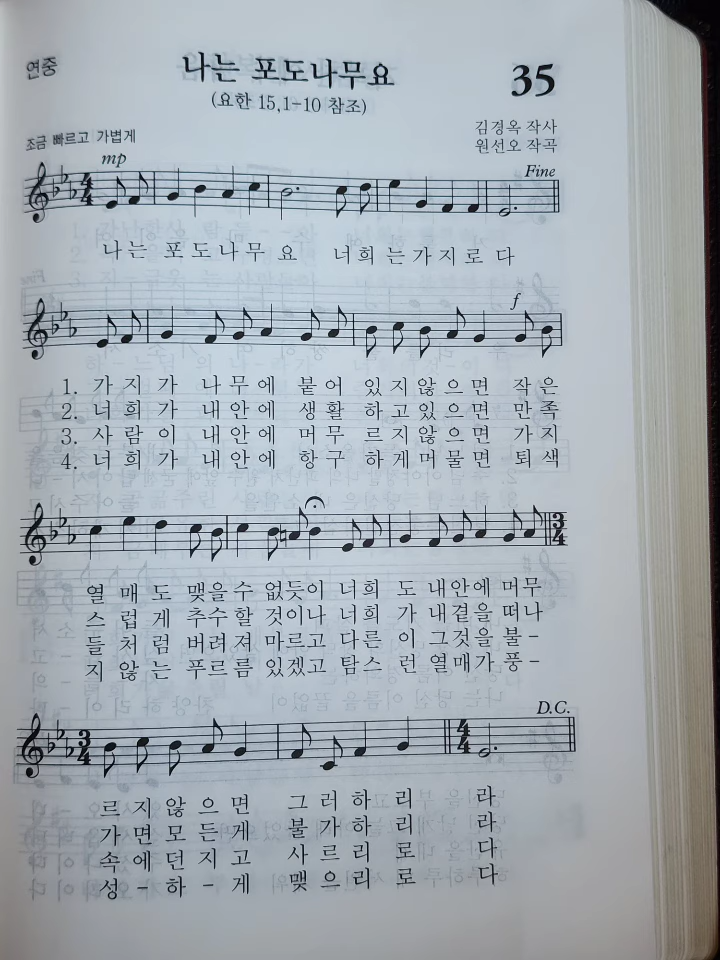 연중
나는 포도나무요
35
(요한 15,1-10 참조)
조금 빠르고 가볍게
김경옥 작사
원선오 작곡
mp
Fine
나는 포도나무요 너희는가지로다
f
1. 가지가 나무에 붙어 있지않으면 작은
2. 너희가 내안에 생활 하고있으면 만족
3. 사람이 내안에 머무 르지않으면 가지
4. 너희가 내안에 항구 하게머물면 퇴색
열매도 맺을수 없듯이 너희 도 내안에 머무
스럽게 추수할 것이나 너희 가 내곁을 떠나
들처럼 버려져 마르고 다른 이 그것을 불-
지않는 푸르름 있겠고 탐스 런 열매가 풍-
D.C.
르지않으면 그러하리 라
가면모든게 불가하리 라
속에던지고 사르리로 다
성-하-게 맺으리로 다